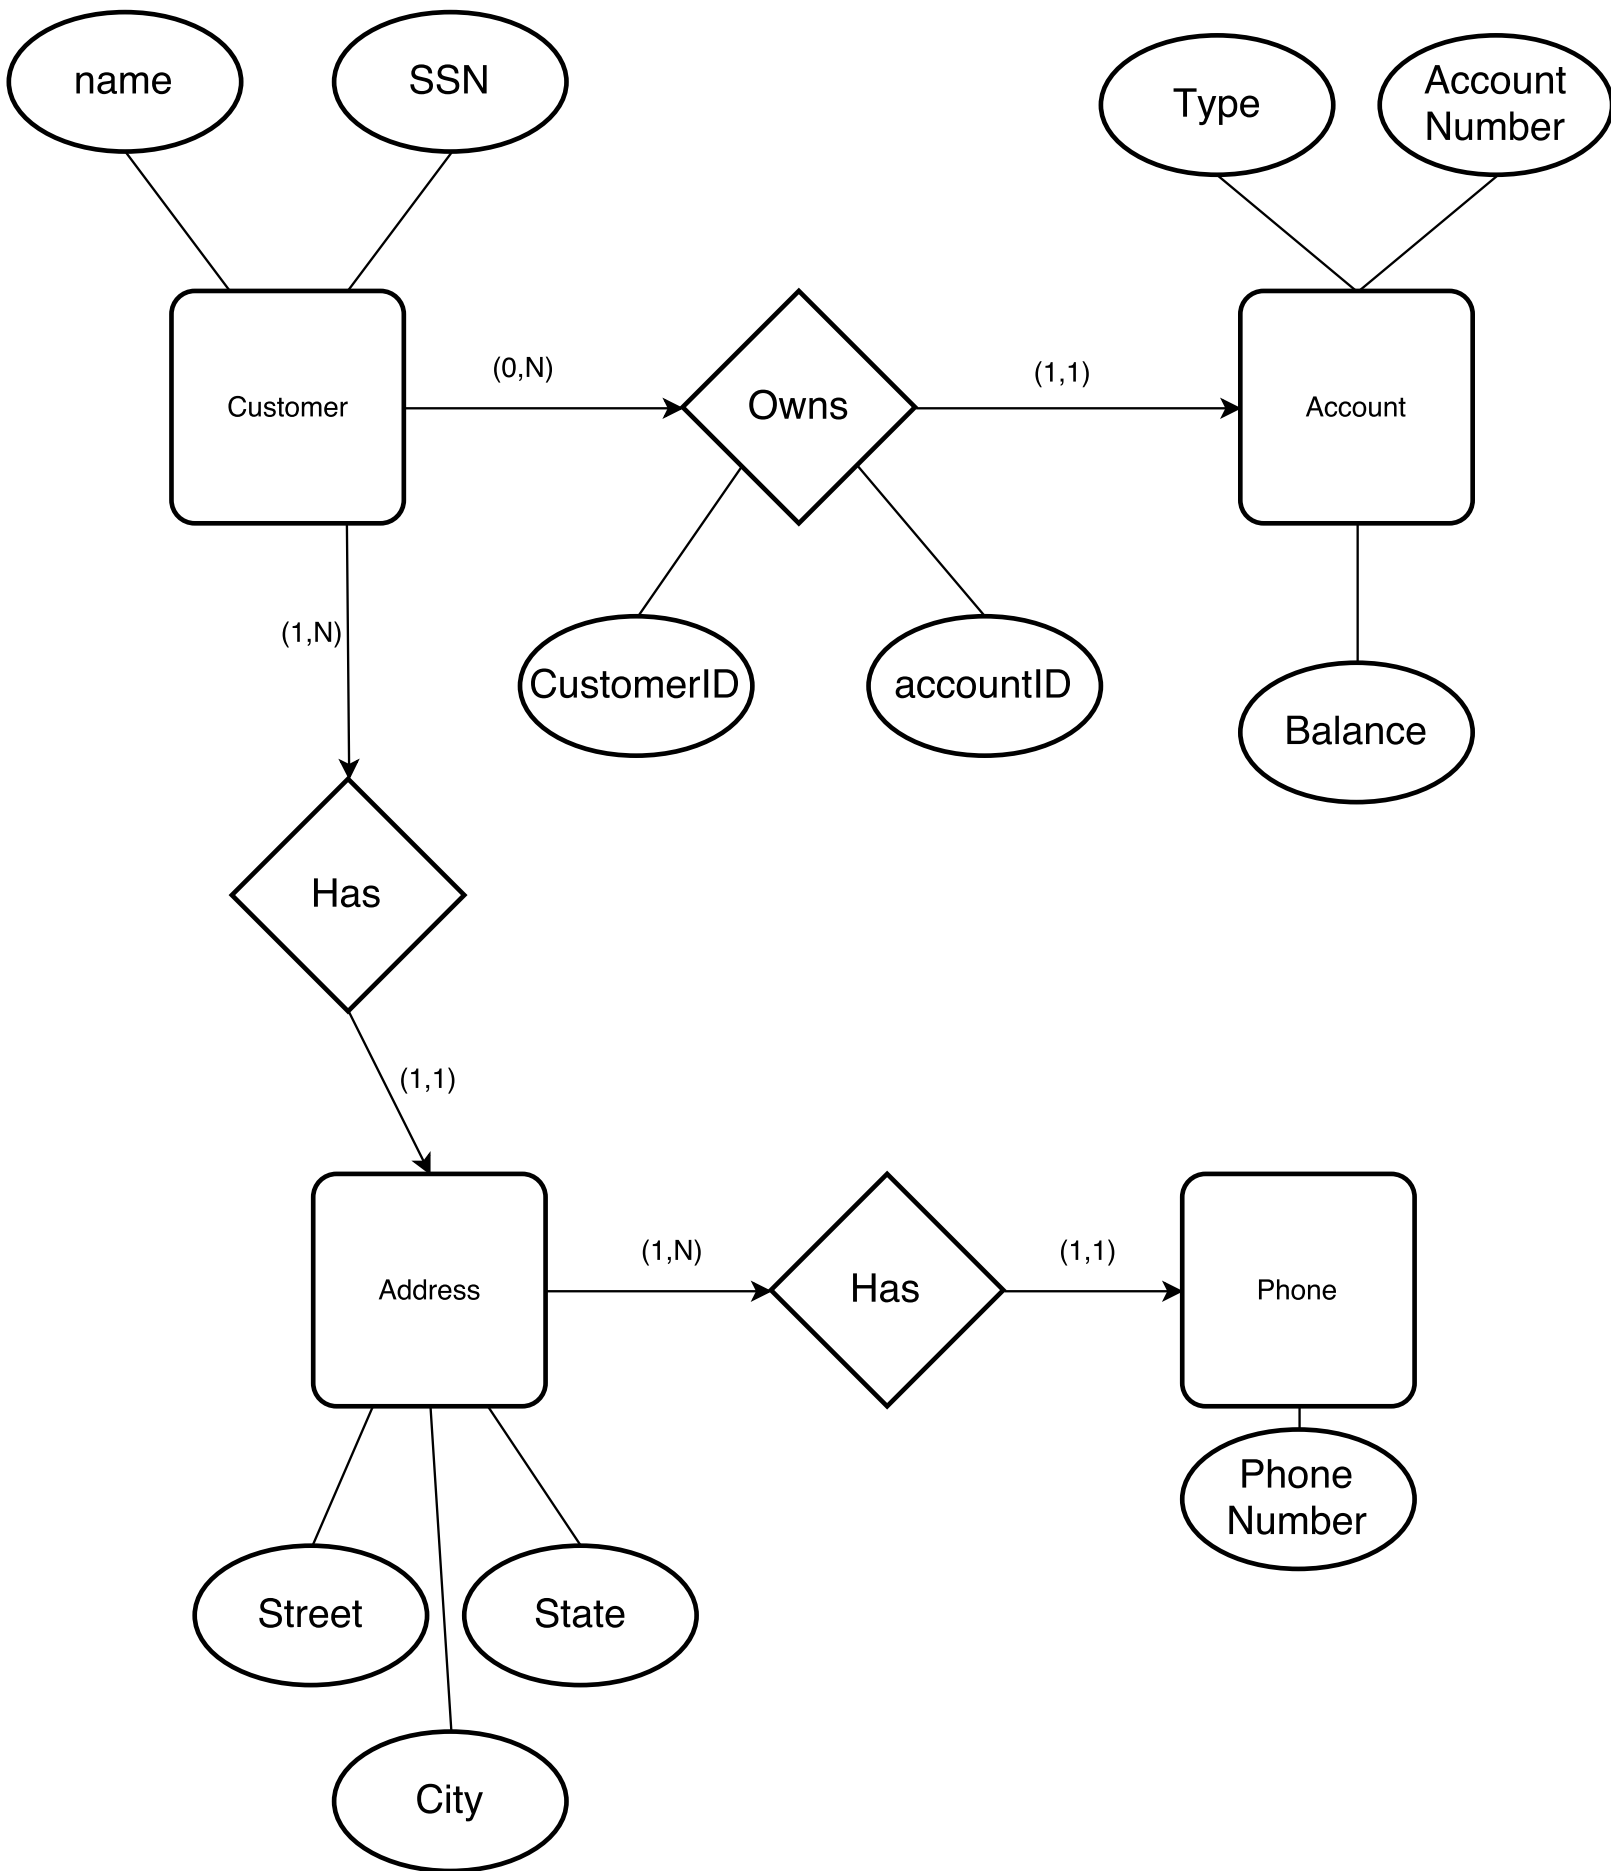 name
SSN
Type
Account
Number
Customer
(0,N)
Owns
(1,1)
Account
(1,N)
CustomerID
accountID
Balance
Has
(1,1)
Address
(1,N)
Has
(1,1)
Phone
Phone
Number
Street
State
City